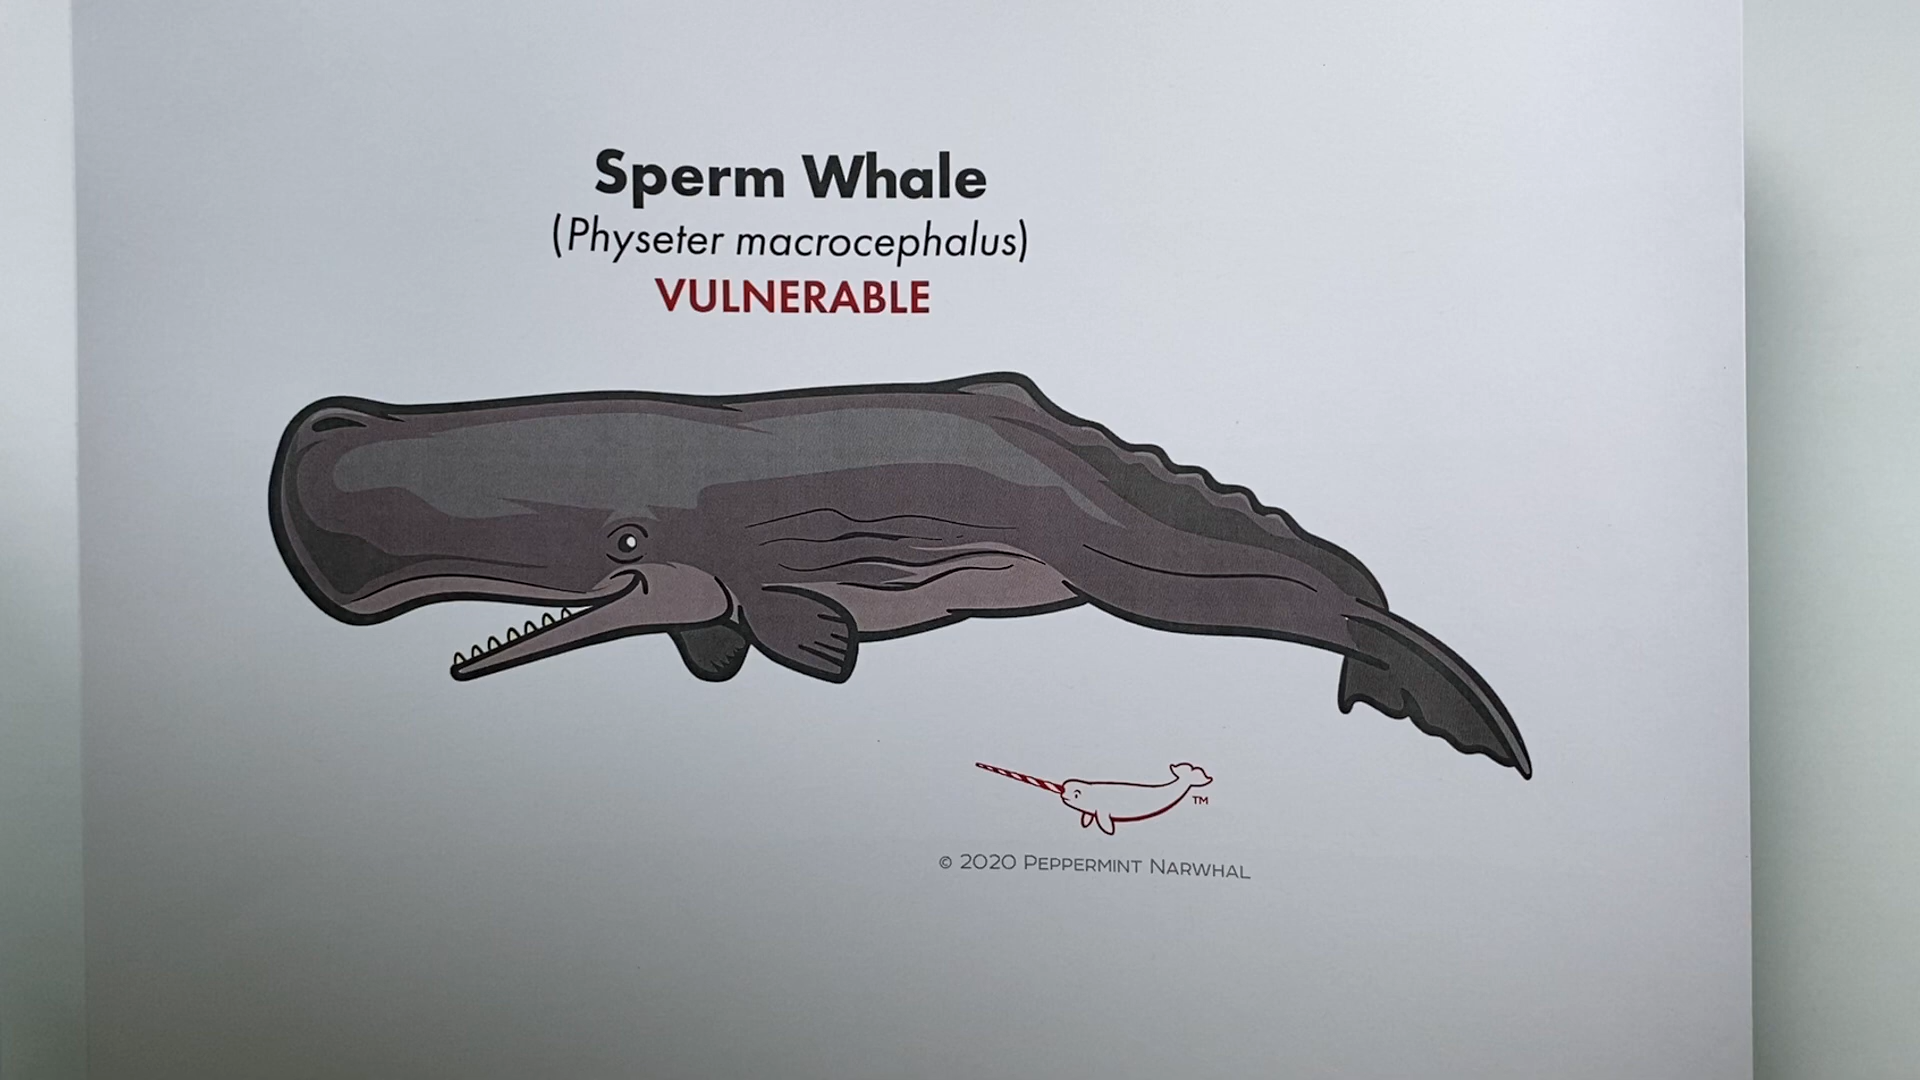 Sperm Whale
(Physeter macrocephalus)
VULNERABLE
TM
© 2020 PEPPERMINT NARWHAL